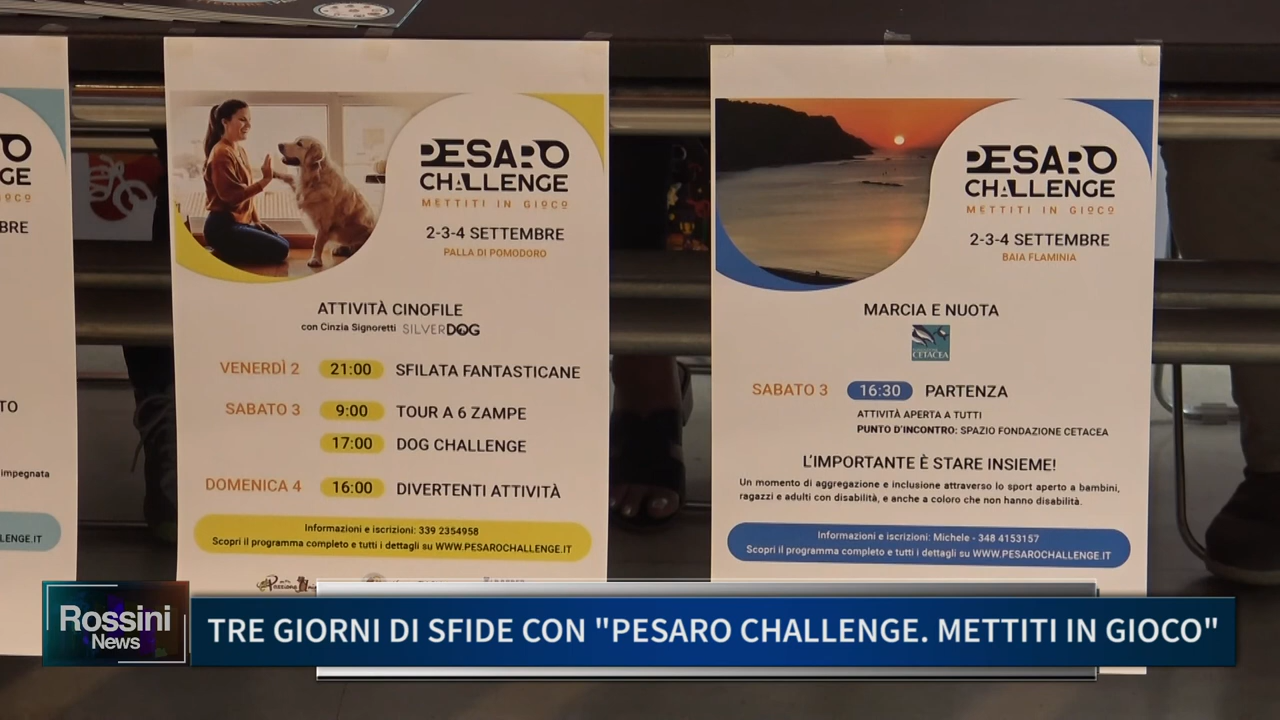 GE
BRE
TO
impegnata
LENGE.IT
PESARO
CHALLENGE
METTITI IN GIOCO
2-3-4 SETTEMBRE
PALLA DI POMODORO
ATTIVITÀ CINOFILE
con Cinzia Signoretti SILVERDOG
VENERDÌ 2 21:00 SFILATA FANTASTICANE
SABATO 3 9:00 TOUR A 6 ZAMPE
17:00 DOG CHALLENGE
DOMENICA 4 16:00 DIVERTENTI ATTIVITÀ
Informazioni e iscrizioni: 339 2354958
Scopri il programma completo e tutti i dettagli su WWW.PESAROCHALLENGE.IT
PESARO
CHALLENGE
METTITI IN GIOCO
2-3-4 SETTEMBRE
BAIA FLAMINIA
MARCIA E NUOTA
CETACEA
SABATO 3 16:30 PARTENZA
ATTIVITÀ APERTA A TUTTI
PUNTO D'INCONTRO: SPAZIO FONDAZIONE CETACEA
L'IMPORTANTE È STARE INSIEME!
Un momento di aggregazione e inclusione attraverso lo sport aperto a bambini,
ragazzi e adulti con disabilità, e anche a coloro che non hanno disabilità.
Informazioni e iscrizioni: Michele - 348 4153157
Scopri il programma completo e tutti i dettagli su WWW.PESAROCHALLENGE.IT
Rossini
News
TRE GIORNI DI SFIDE CON "PESARO CHALLENGE. METTITI IN GIOCO"